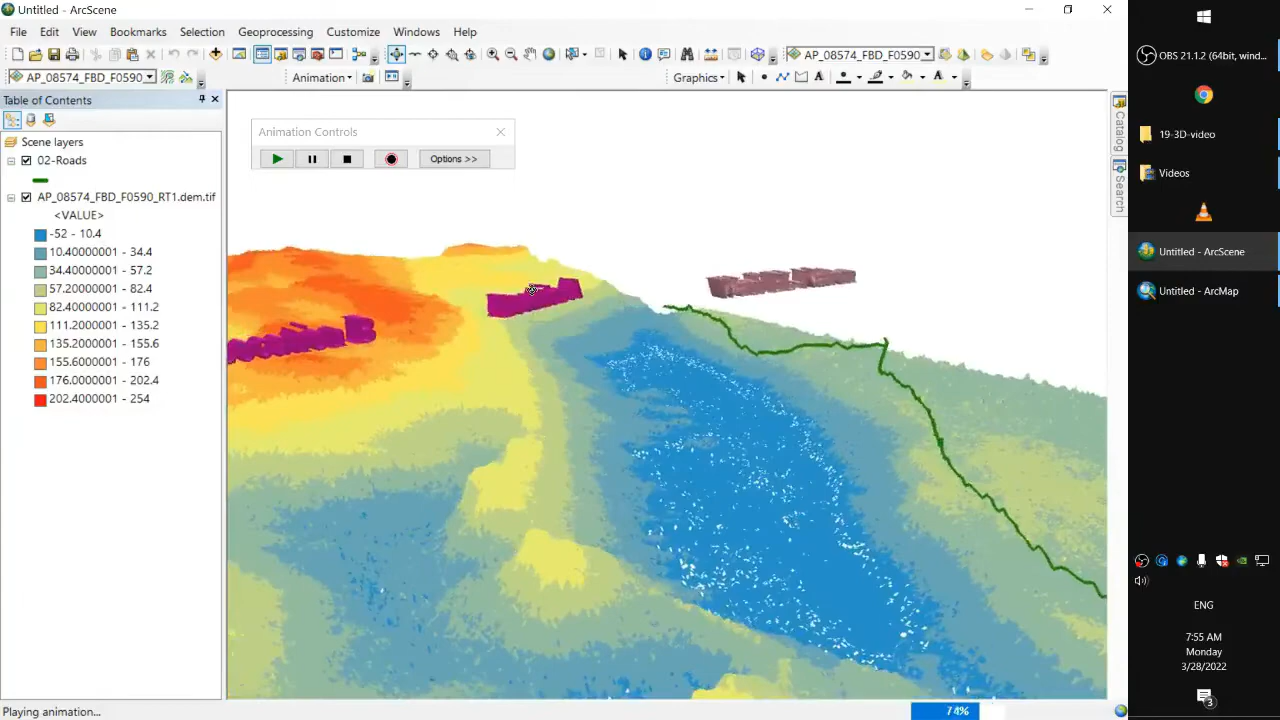 Untitled - ArcScene
File Edit View Bookmarks Selection Geoprocessing Customize Windows Help
AP_08574_FBD_F0590
AP_08574_FBD_F0590
Animation
Graphics
A
A
Table of Contents
Scene layers
02-Roads
AP_08574_FBD_F0590_RT1.dem.tif
<VALUE>
-52 - 10.4
10.40000001 - 34.4
34.40000001 - 57.2
57.20000001 - 82.4
82.40000001 - 111.2
111.2000001 - 135.2
135.2000001 - 155.6
155.6000001 - 176
176.0000001 - 202.4
202.4000001 - 254
Animation Controls
Options >>
Catalog
Search
Playing animation...
74%
OBS 21.1.2 (64bit, wind...
19-3D-video
Videos
Untitled - ArcScene
Untitled - ArcMap
ENG
7:55 AM
Monday
3/28/2022
3